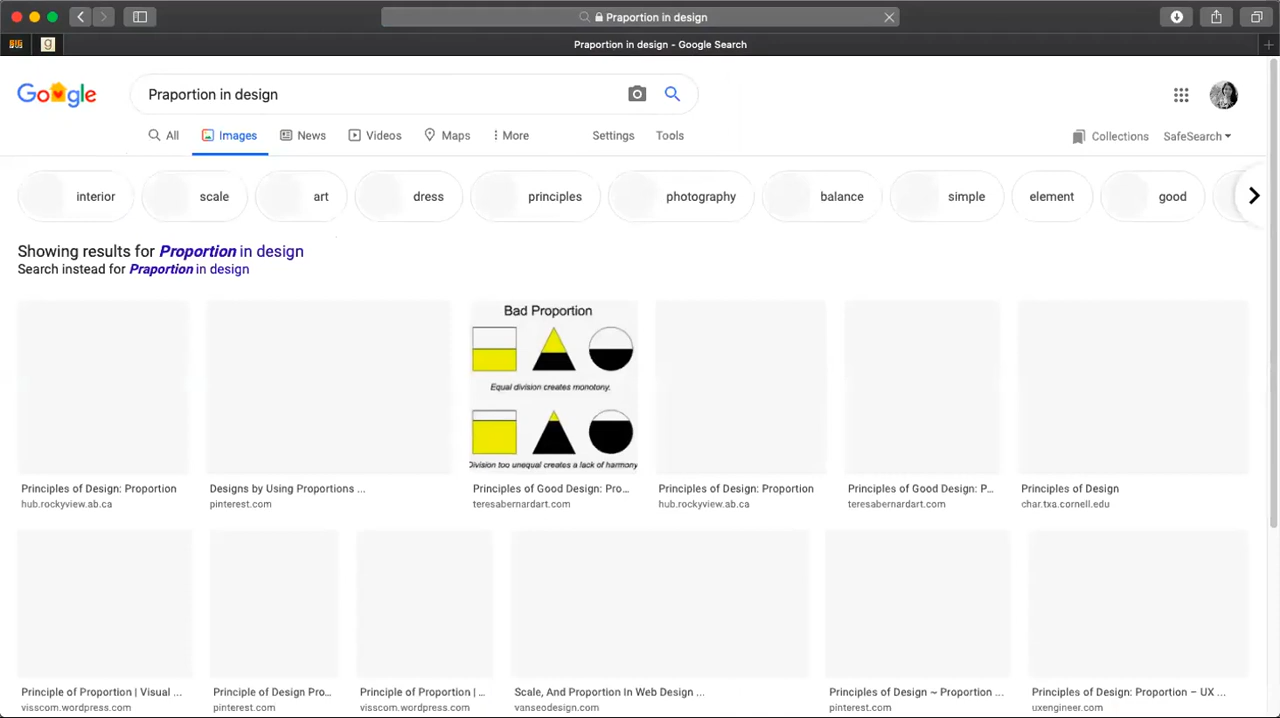 Praportion in design
g
Praportion in design - Google Search
Google
Praportion in design
All
Images
News
Videos
Maps
More
Settings
Tools
Collections
SafeSearch
interior
scale
art
dress
principles
photography
balance
simple
element
good
Showing results for Proportion in design
Search instead for Praportion in design
Bad Proportion
Equal division creates monotony.
Division too unequal creates a lack of harmony
Principles of Design: Proportion
hub.rockyview.ab.ca
Designs by Using Proportions ...
pinterest.com
Principles of Good Design: Pro...
teresabernardart.com
Principles of Design: Proportion
hub.rockyview.ab.ca
Principles of Good Design: P...
teresabernardart.com
Principles of Design
char.txa.cornell.edu
Principle of Proportion | Visual ...
visscom.wordpress.com
Principle of Design Pro...
pinterest.com
Principle of Proportion | ...
visscom.wordpress.com
Scale, And Proportion In Web Design ...
vanseodesign.com
Principles of Design ~ Proportion ...
pinterest.com
Principles of Design: Proportion – UX ...
uxengineer.com